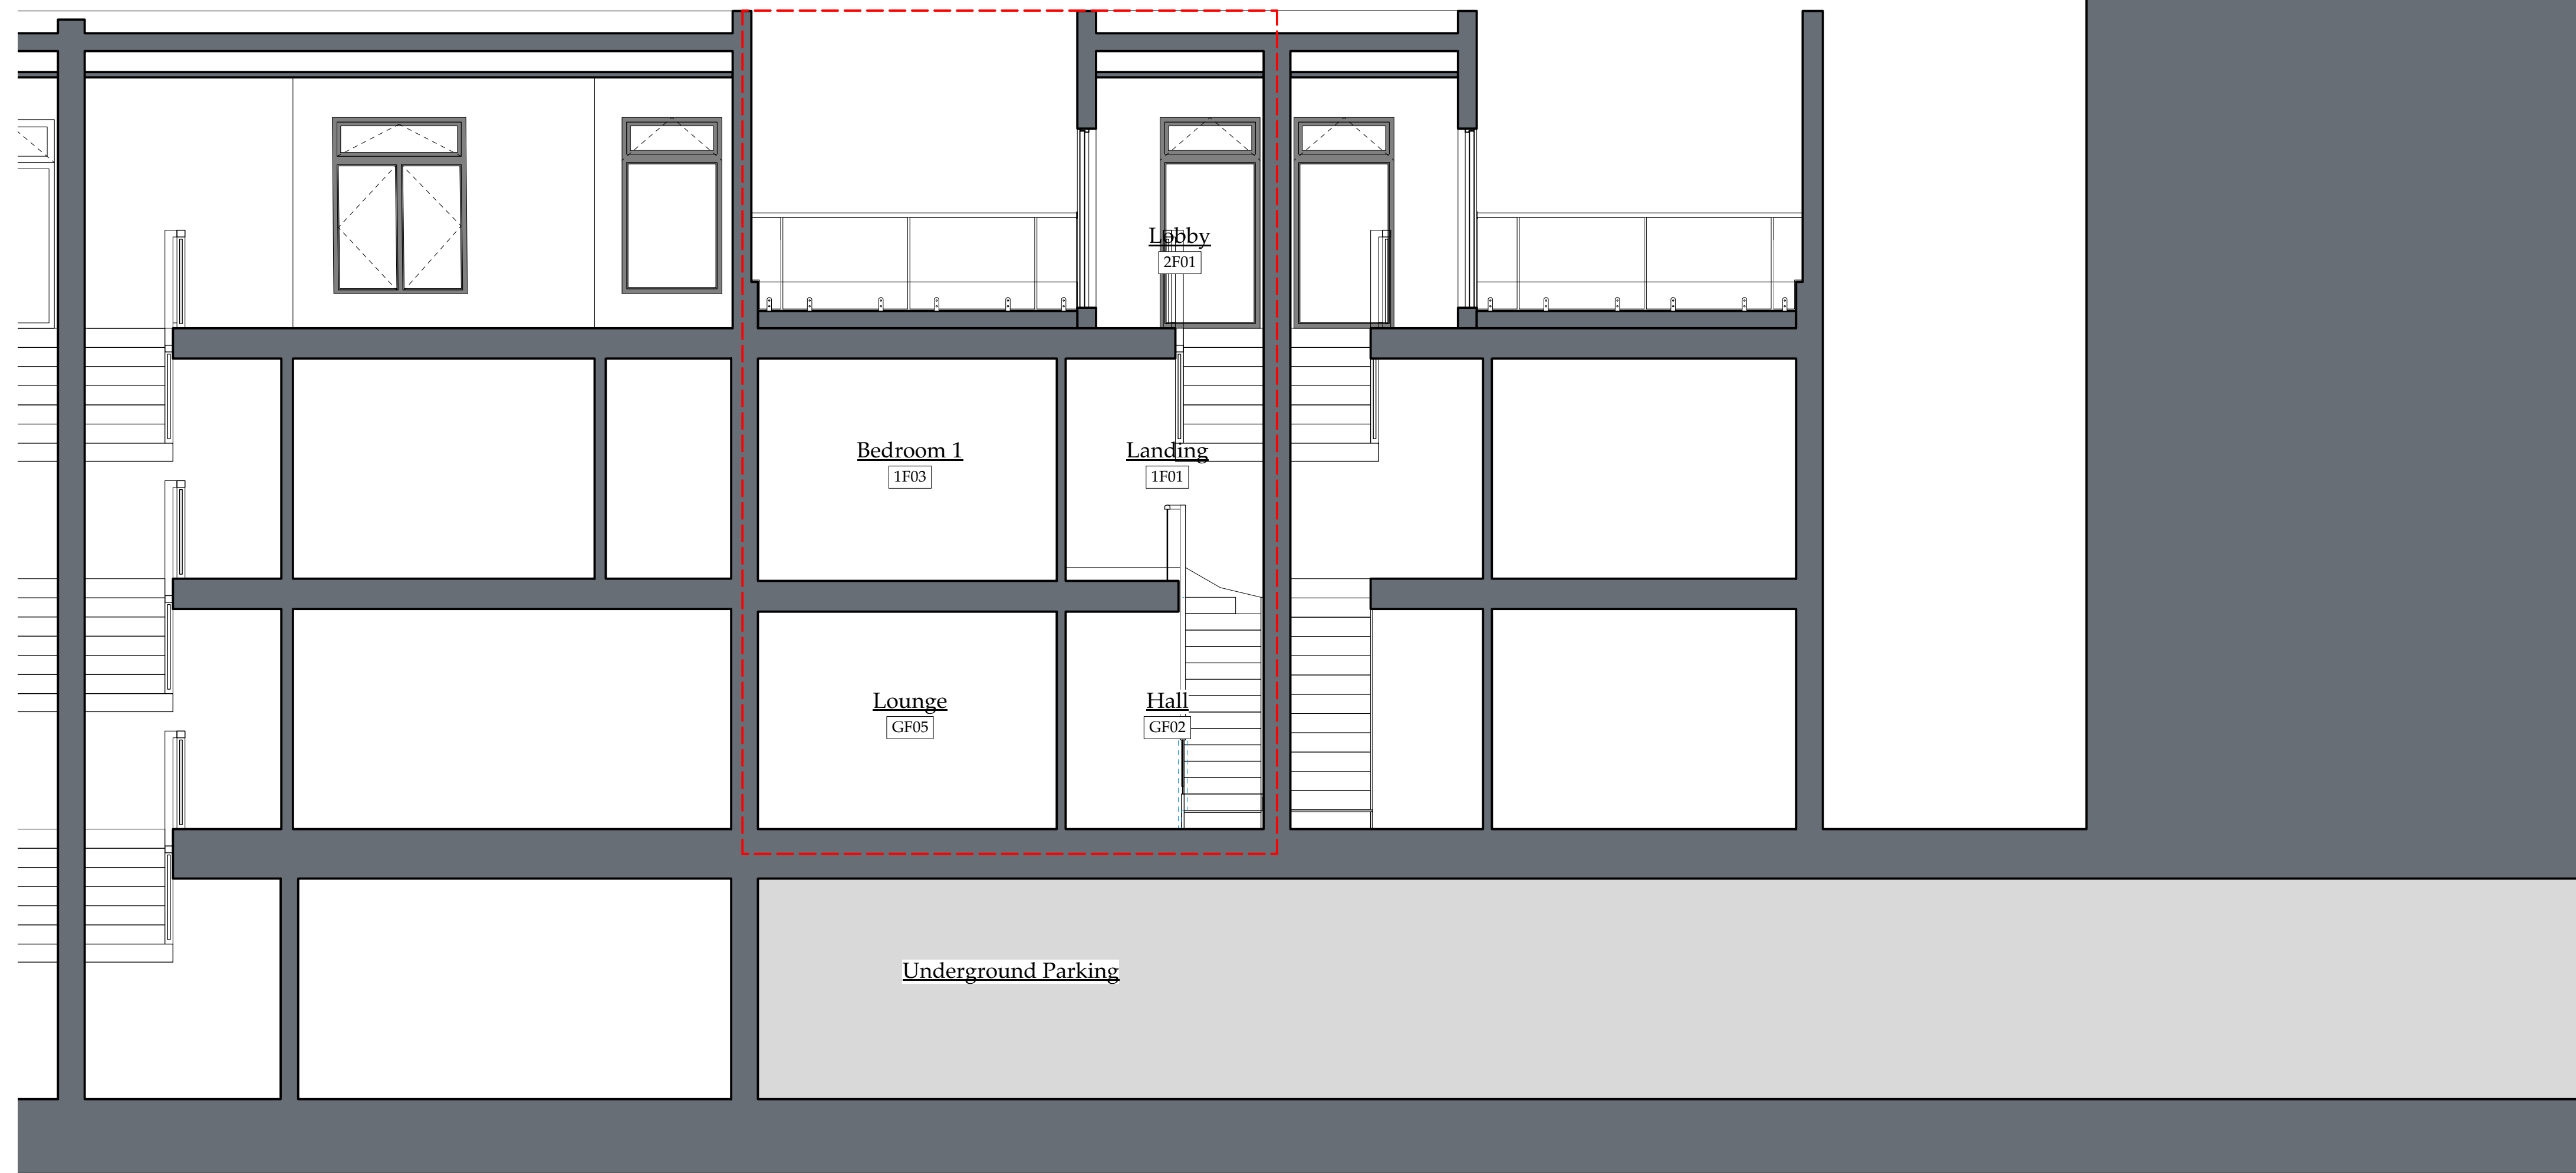 Lobby
2F01
Bedroom 1
1F03
Landing
1F01
Lounge
GF05
Hall
GF02
Underground Parking